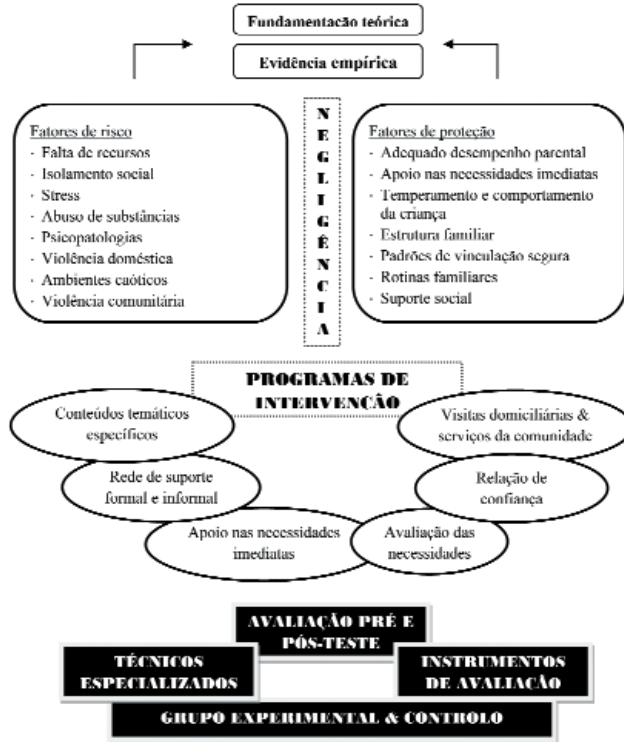 Fundamentação teórica
Evidência empírica
Fatores de risco
- Falta de recursos
- Isolamento social
- Stress
- Abuso de substâncias
- Psicopatologias
- Violência doméstica
- Ambientes caóticos
- Violência comunitária
NEGLIGÊNCIA
Fatores de proteção
- Adequado desempenho parental
- Apoio nas necessidades imediatas
- Temperamento e comportamento
da criança
- Estrutura familiar
- Padrões de vinculação segura
- Rotinas familiares
- Suporte social
PROGRAMAS DE
INTERVENÇÃO
Conteúdos temáticos
específicos
Visitas domiciliárias &
serviços da comunidade
Rede de suporte
formal e informal
Relação de
confiança
Apoio nas necessidades
imediatas
Avaliação das
necessidades
AVALIAÇÃO PRÉ E
PÓS-TESTE
TÉCNICOS
ESPECIALIZADOS
INSTRUMENTOS
DE AVALIAÇÃO
GRUPO EXPERIMENTAL & CONTROLO